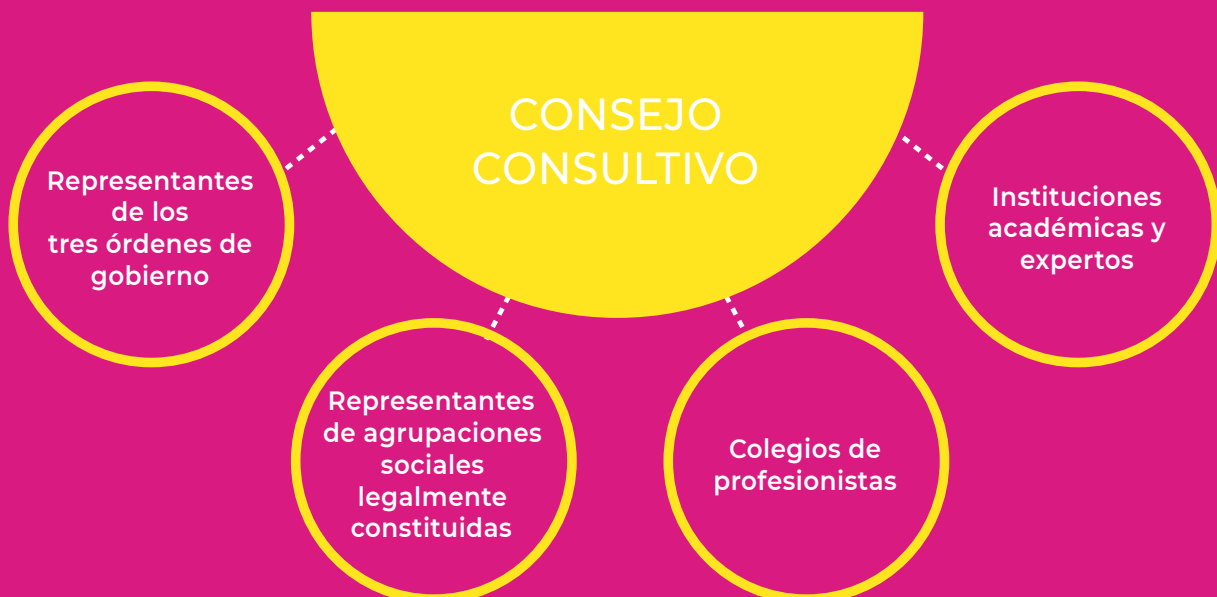 CONSEJO
CONSULTIVO
Representantes
de los
tres órdenes de
gobierno
Representantes
de agrupaciones
sociales
legalmente
constituidas
Colegios de
profesionistas
Instituciones
académicas y
expertos